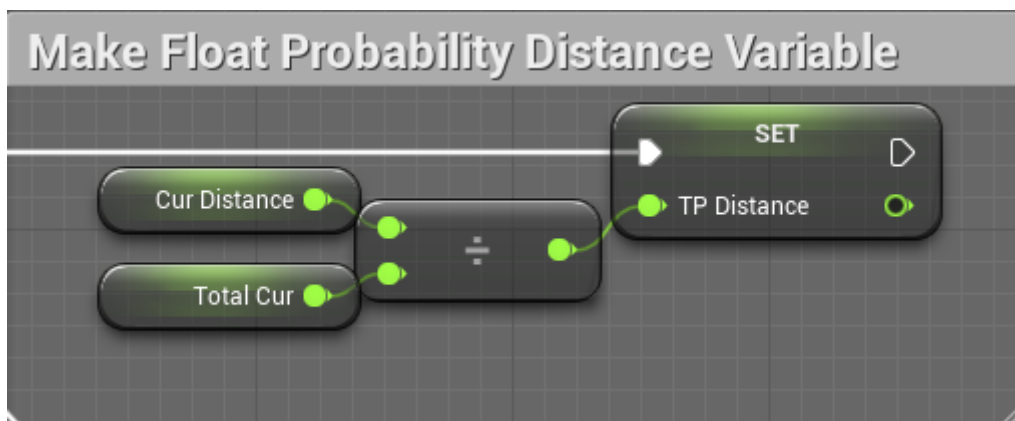 Make Float Probability Distance Variable
SET
Cur Distance
÷
TP Distance
Total Cur